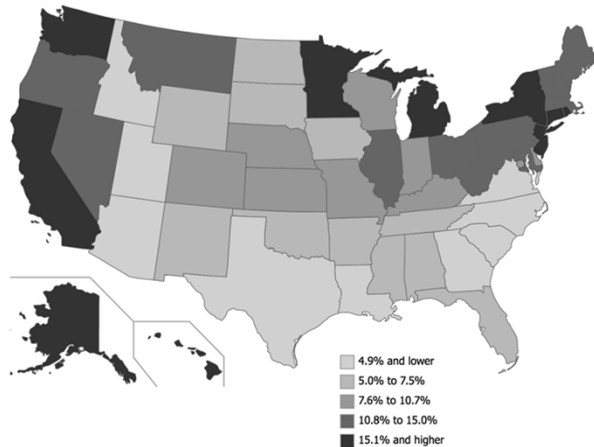 4.9% and lower
5.0% to 7.5%
7.6% to 10.7%
10.8% to 15.0%
15.1% and higher